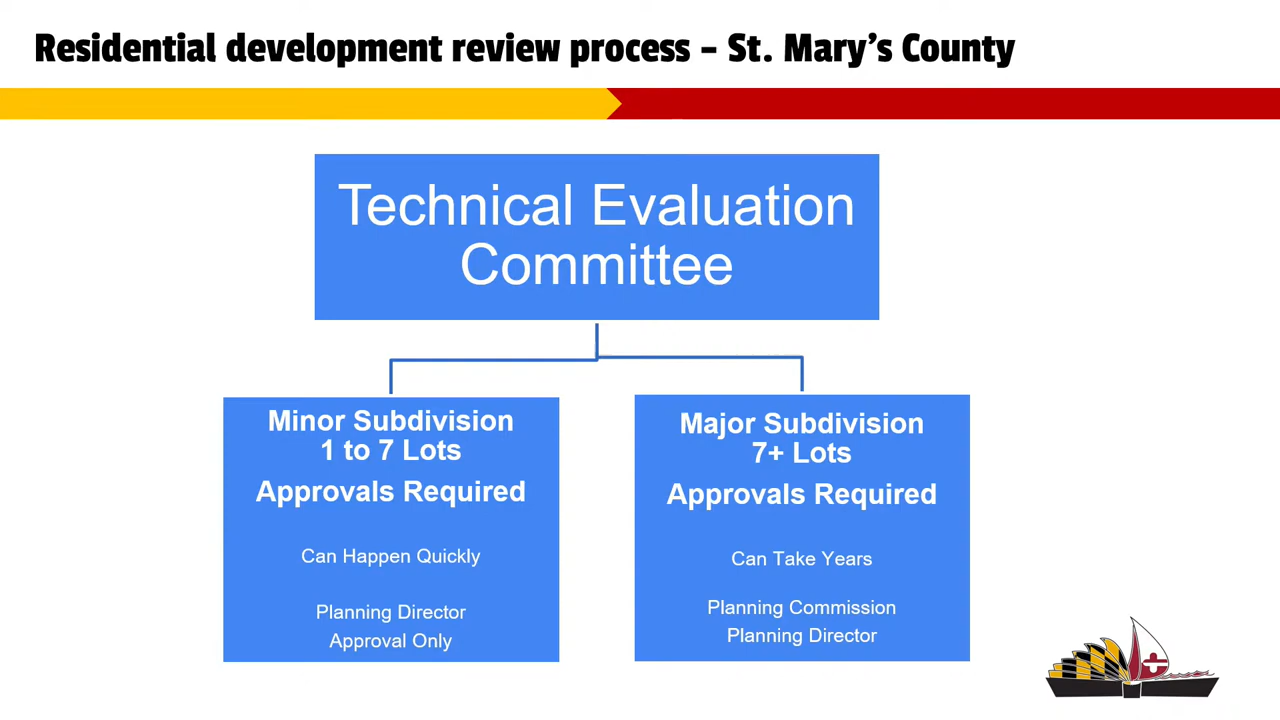 Residential development review process – St. Mary's County
Technical Evaluation
Committee
Minor Subdivision
1 to 7 Lots
Approvals Required
Can Happen Quickly
Planning Director
Approval Only
Major Subdivision
7+ Lots
Approvals Required
Can Take Years
Planning Commission
Planning Director